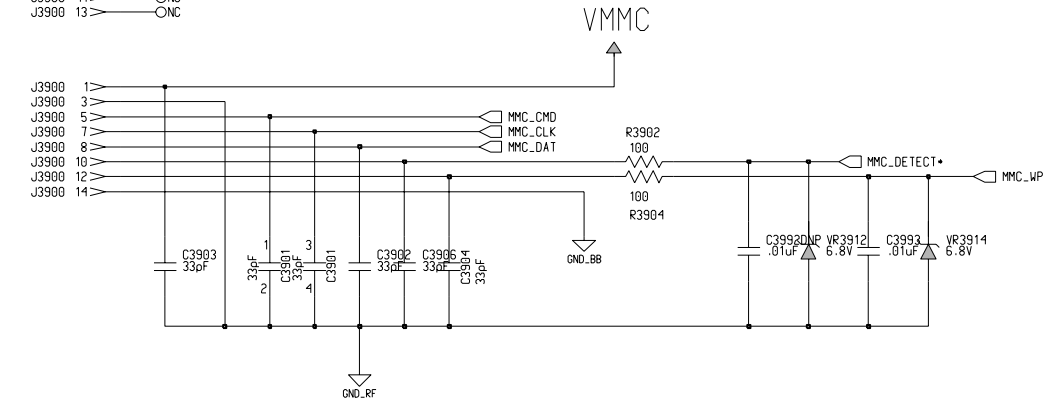 J3900 13 NC
VMMC
J3900 1
J3900 3
J3900 5 MMC_CMD
J3900 7 MMC_CLK
J3900 8 MMC_DAT
R3902
100
J3900 10 MMC_DETECT*
J3900 12 MMC_WP
J3900 14
100
R3904
GND_BB
C3903
33pF
1
33pF
C3901
2
3
33pF
C3901
4
C3902
33pF
C3906
33pF
C3904
33pF
C3992 DNP
.01uF
VR3912
6.8V
C3993
.01uF
VR3914
6.8V
GND_RF